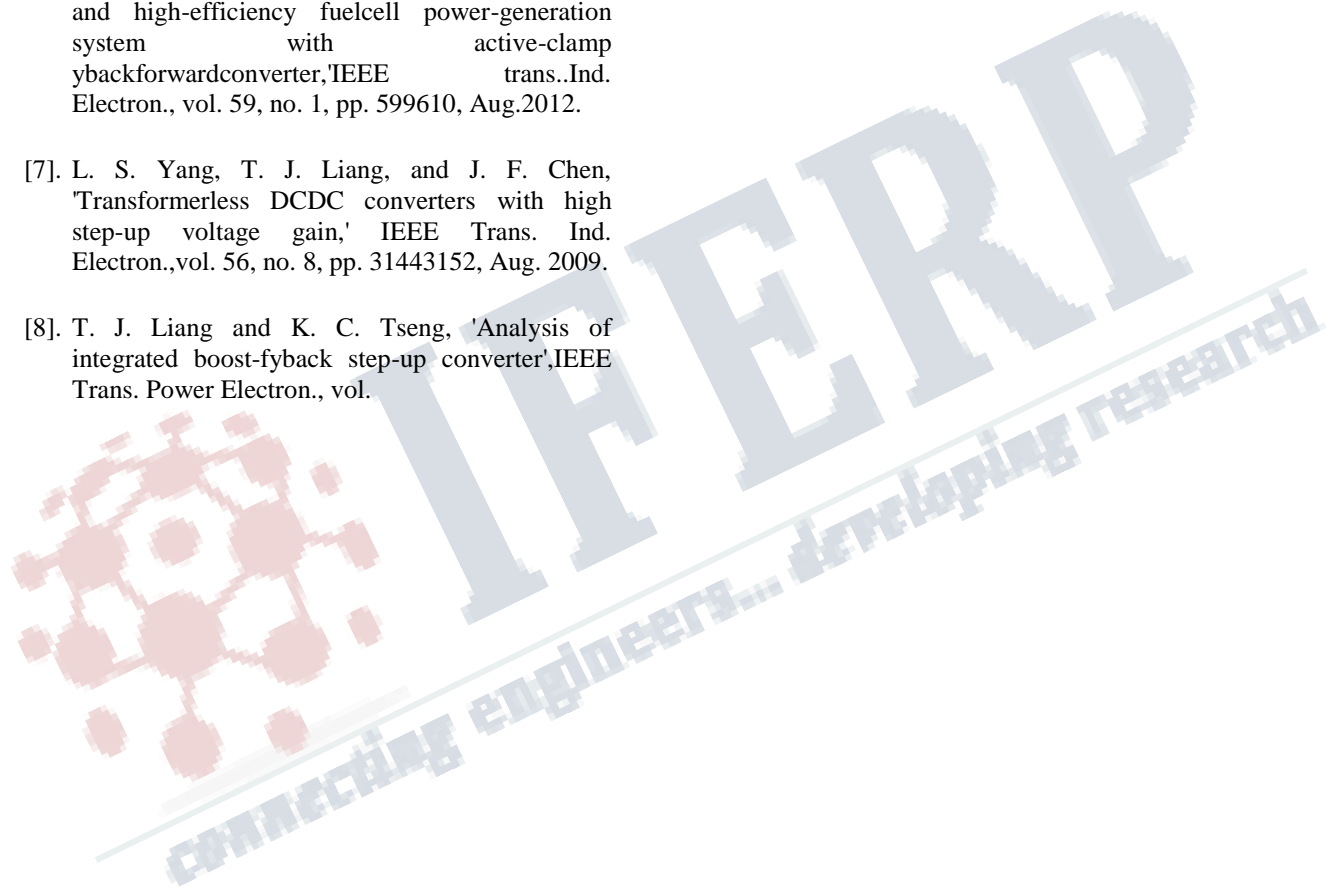 and high-efficiency fuelcell power-generation
system with active-clamp
ybackforwardconverter,'IEEE trans..Ind.
Electron., vol. 59, no. 1, pp. 599610, Aug.2012.
[7]. L. S. Yang, T. J. Liang, and J. F. Chen,
'Transformerless DCDC converters with high
step-up voltage gain,' IEEE Trans. Ind.
Electron.,vol. 56, no. 8, pp. 31443152, Aug. 2009.
[8]. T. J. Liang and K. C. Tseng, 'Analysis of
integrated boost-fyback step-up converter',IEEE
Trans. Power Electron., vol.
IFERP
connecting engineers... developing research